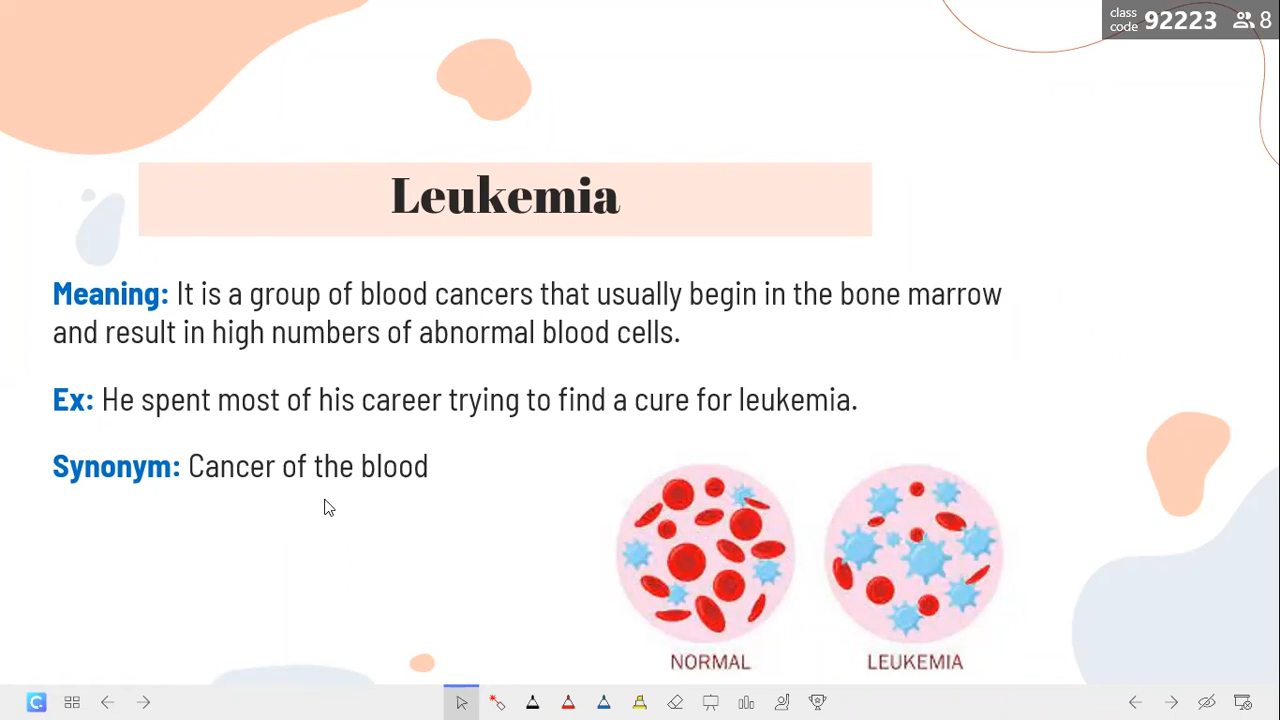 class
code 92223 8
Leukemia
Meaning: It is a group of blood cancers that usually begin in the bone marrow
and result in high numbers of abnormal blood cells.
Ex: He spent most of his career trying to find a cure for leukemia.
Synonym: Cancer of the blood
NORMAL LEUKEMIA